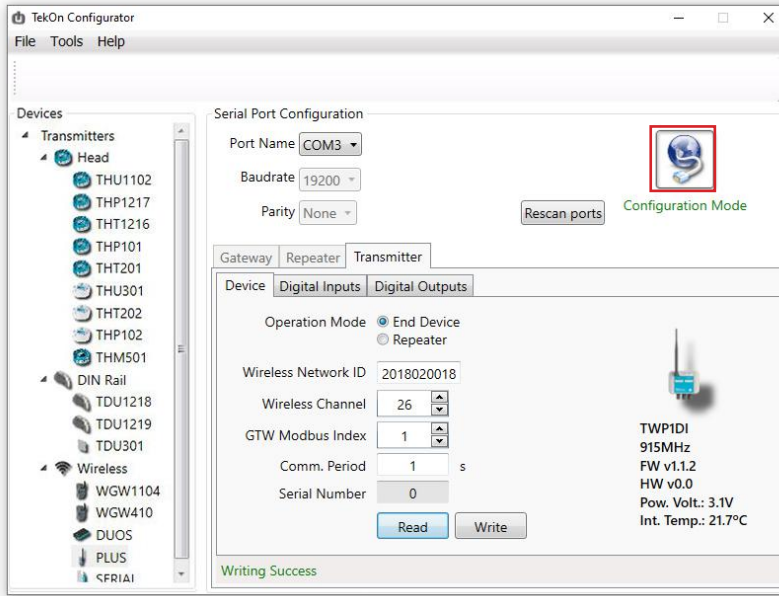 TekOn Configurator
File Tools Help
Devices
Transmitters
Head
THU1102
THP1217
THT1216
THP101
THT201
THU301
THT202
THP102
THM501
DIN Rail
TDU1218
TDU1219
TDU301
Wireless
WGW1104
WGW410
DUOS
PLUS
SERIAL
Serial Port Configuration
Port Name COM3
Baudrate 19200
Parity None
Rescan ports
Configuration Mode
Gateway Repeater Transmitter
Device Digital Inputs Digital Outputs
Operation Mode End Device
Repeater
Wireless Network ID 2018020018
Wireless Channel 26
GTW Modbus Index 1
Comm. Period 1 s
Serial Number 0
Read Write
TWP1DI
915MHz
FW v1.1.2
HW v0.0
Pow. Volt.: 3.1V
Int. Temp.: 21.7ºC
Writing Success